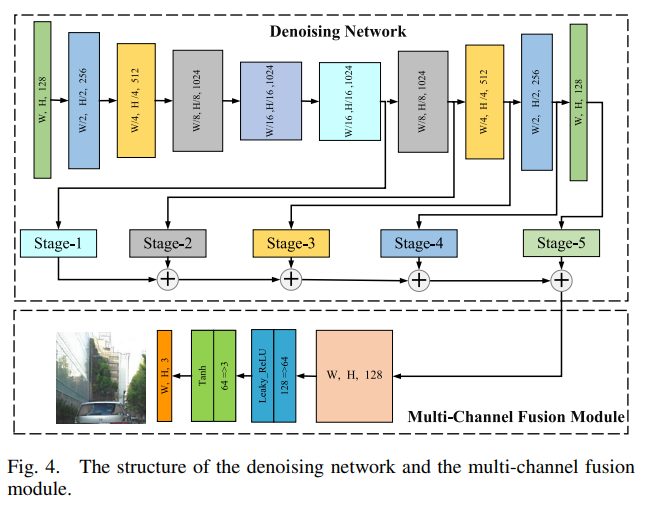 Denoising Network
W, H, 128
W/2, H/2, 256
W/4, H /4, 512
W/8, H/8, 1024
W/16 ,H/16 ,1024
W/16 ,H/16 ,1024
W/8, H/8, 1024
W/4, H /4, 512
W/2, H/2, 256
W, H, 128
Stage-1
Stage-2
Stage-3
Stage-4
Stage-5
+
+
+
+
W, H, 3
Tanh
64 =>3
Leaky_ReLU
128 =>64
W, H, 128
Multi-Channel Fusion Module
Fig. 4. The structure of the denoising network and the multi-channel fusion
module.